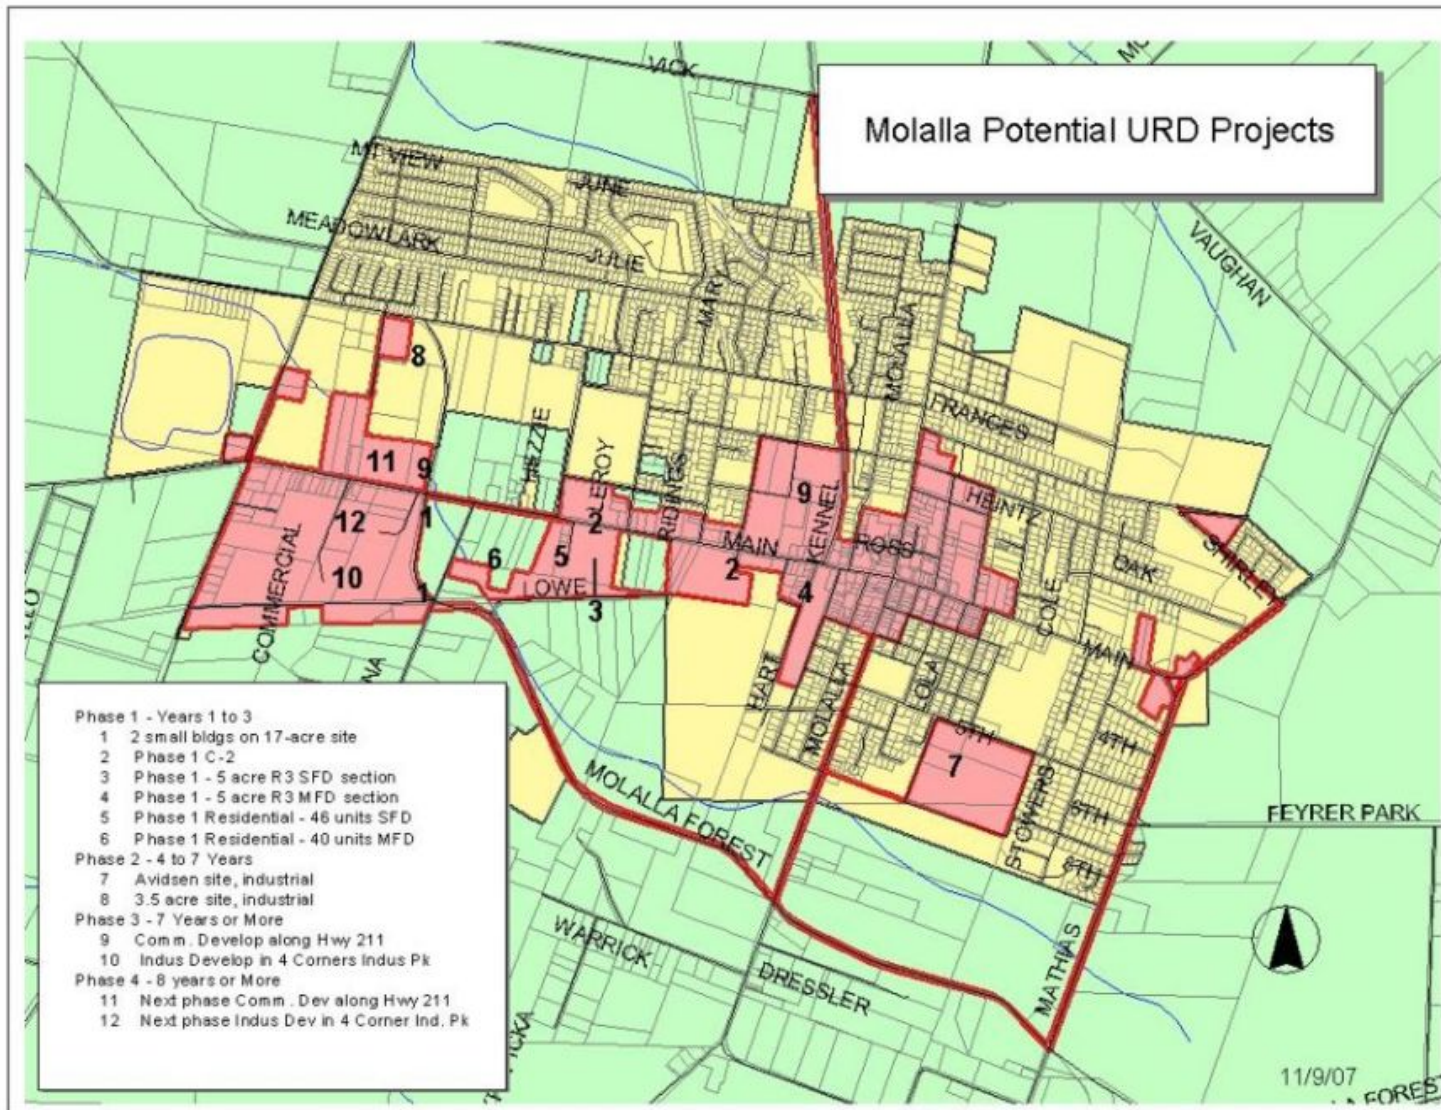 VICK
Molalla Potential URD Projects
MT VIEW
JUNE
MEADOWLARK
JULIE
MARY
MOLALLA
VAUGHAN
8
FRANCES
HEZZIE
LEROY
RIDINGS
11
9
9
KENNEL
HEINTZ
12
1
2
MAIN
ROSS
COMMERCIAL
10
6
5
LOWE
2
4
OAK
SHIRLEY
1
3
COLE
MAIN
HART
MOLALLA
LOLA
5TH
4TH
7
STOWERS
5TH
MOLALLA FOREST
FEYRER PARK
WARRICK
DRESSLER
MATHIAS
Phase 1 - Years 1 to 3
1 2 small bldgs on 17-acre site
2 Phase 1 C-2
3 Phase 1 - 5 acre R3 SFD section
4 Phase 1 - 5 acre R3 MFD section
5 Phase 1 Residential - 46 units SFD
6 Phase 1 Residential - 40 units MFD
Phase 2 - 4 to 7 Years
7 Avidsen site, industrial
8 3.5 acre site, industrial
Phase 3 - 7 Years or More
9 Comm. Develop along Hwy 211
10 Indus Develop in 4 Corners Indus Pk
Phase 4 - 8 years or More
11 Next phase Comm. Dev along Hwy 211
12 Next phase Indus Dev in 4 Corner Ind. Pk
11/9/07